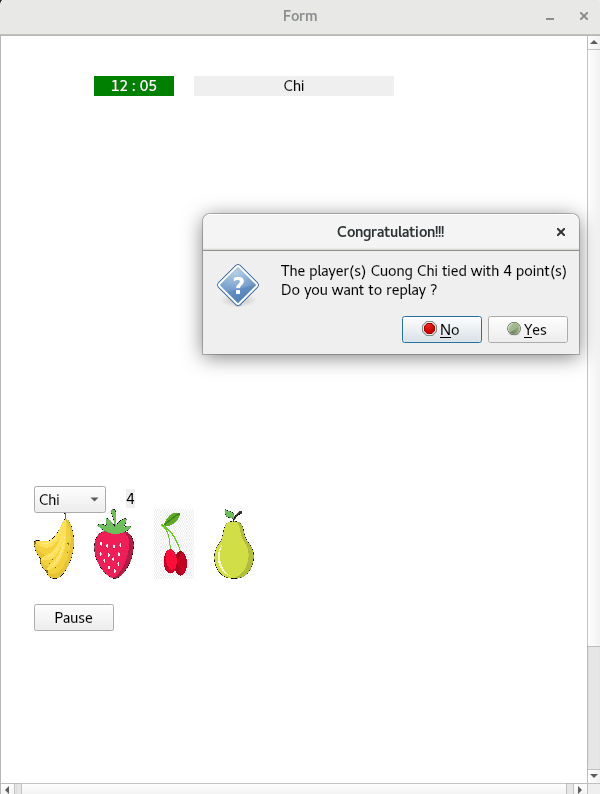 Form
12 : 05
Chi
Congratulation!!!
The player(s) Cuong Chi tied with 4 point(s)
Do you want to replay ?
No
Yes
Chi
4
Pause